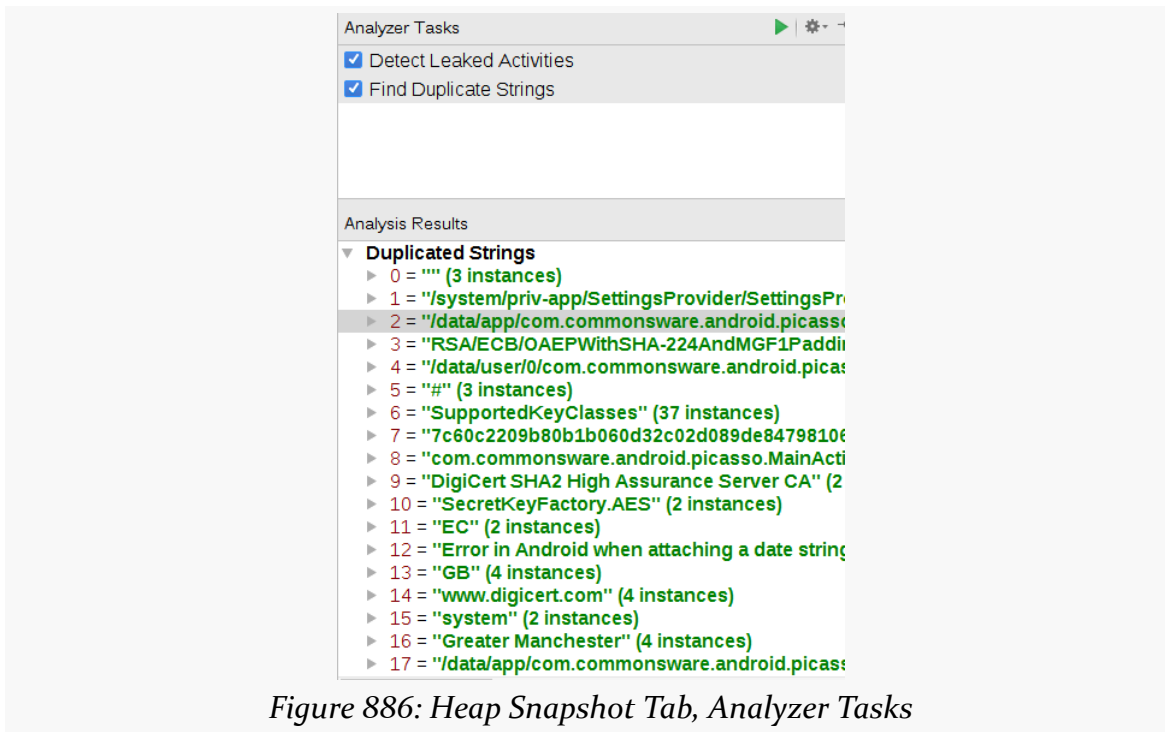 Analyzer Tasks
Detect Leaked Activities
Find Duplicate Strings
Analysis Results
Duplicated Strings
0 = "" (3 instances)
1 = "/system/priv-app/SettingsProvider/SettingsPr
2 = "/data/app/com.commonsware.android.picasso
3 = "RSA/ECB/OAEPWithSHA-224AndMGF1Paddin
4 = "/data/user/0/com.commonsware.android.picas
5 = "#" (3 instances)
6 = "SupportedKeyClasses" (37 instances)
7 = "7c60c2209b80b1b060d32c02d089de84798106
8 = "com.commonsware.android.picasso.MainActi
9 = "DigiCert SHA2 High Assurance Server CA" (2
10 = "SecretKeyFactory.AES" (2 instances)
11 = "EC" (2 instances)
12 = "Error in Android when attaching a date string
13 = "GB" (4 instances)
14 = "www.digicert.com" (4 instances)
15 = "system" (2 instances)
16 = "Greater Manchester" (4 instances)
17 = "/data/app/com.commonsware.android.picass
Figure 886: Heap Snapshot Tab, Analyzer Tasks